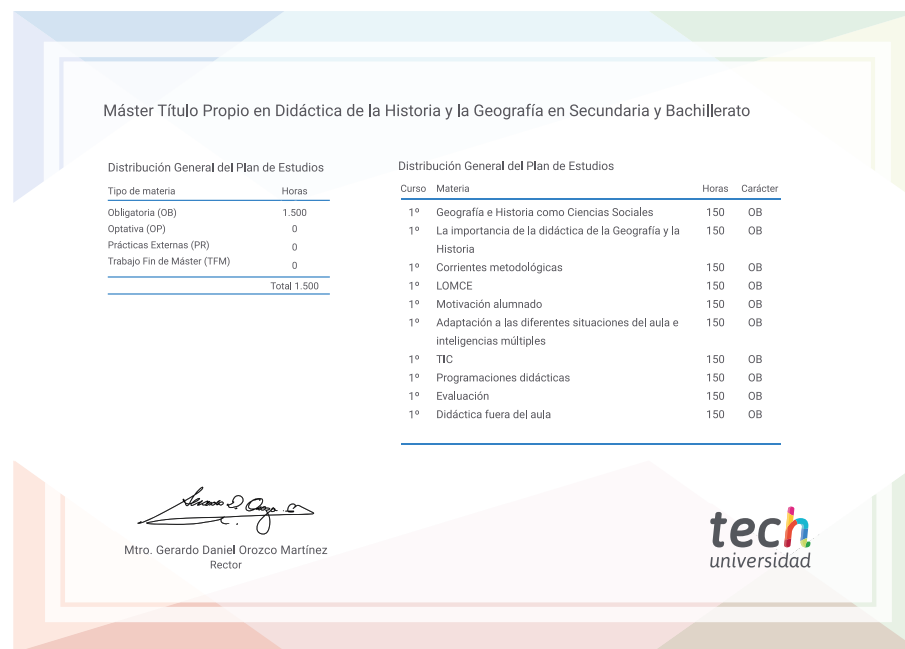 Máster Título Propio en Didáctica de la Historia y la Geografía en Secundaria y Bachillerato
Distribución General del Plan de Estudios
Tipo de materia Horas
Obligatoria (OB) 1.500
Optativa (OP) 0
Prácticas Externas (PR) 0
Trabajo Fin de Máster (TFM) 0
Total 1.500
Distribución General del Plan de Estudios
Curso Materia Horas Carácter
1º Geografía e Historia como Ciencias Sociales 150 OB
1º La importancia de la didáctica de la Geografía y la 150 OB
Historia
1º Corrientes metodológicas 150 OB
1º LOMCE 150 OB
1º Motivación alumnado 150 OB
1º Adaptación a las diferentes situaciones del aula e 150 OB
inteligencias múltiples
1º TIC 150 OB
1º Programaciones didácticas 150 OB
1º Evaluación 150 OB
1º Didáctica fuera del aula 150 OB
Mtro. Gerardo Daniel Orozco Martínez
Rector
tech
universidad